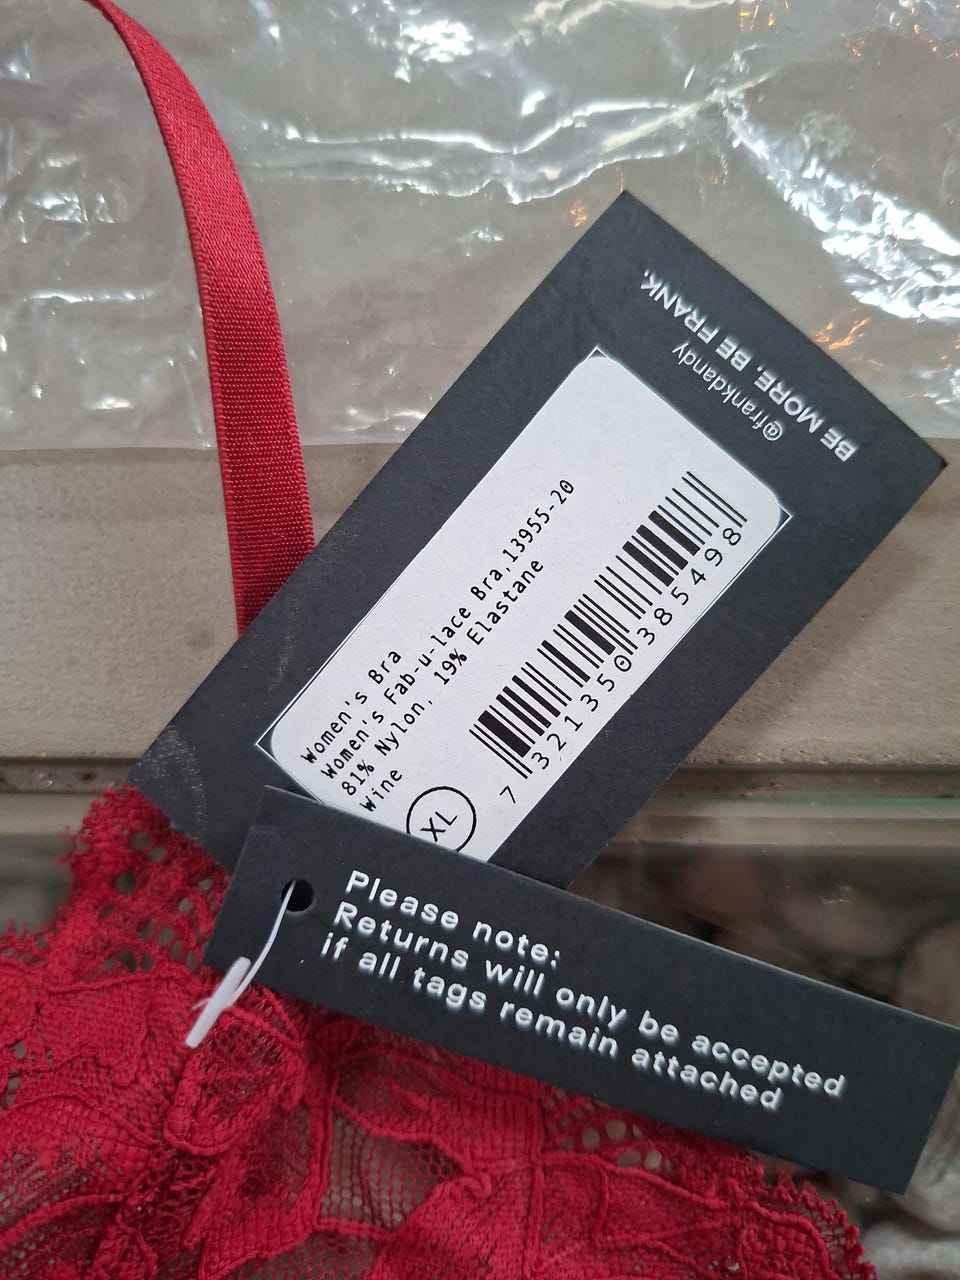 BE MORE. BE FRANK.
@frankdandy
Women's Bra
Women's Fab-u-lace Bra,13955-20
81% Nylon, 19% Elastane
Wine
XL
7 321350 385498
Please note:
Returns will only be accepted
if all tags remain attached